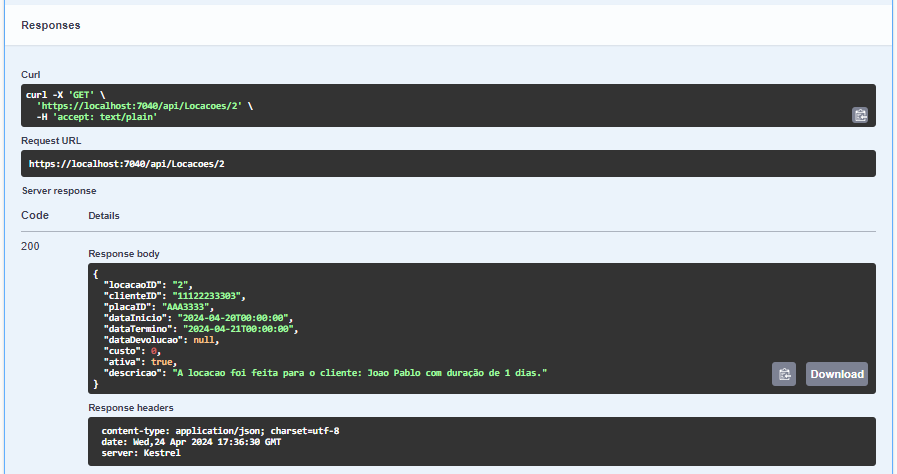 Responses
Curl
curl -X 'GET' \
  'https://localhost:7040/api/Locacoes/2' \
  -H 'accept: text/plain'
Request URL
https://localhost:7040/api/Locacoes/2
Server response
Code Details
200
Response body
{
  "locacaoID": "2",
  "clienteID": "11122233303",
  "placaID": "AAA3333",
  "dataInicio": "2024-04-20T00:00:00",
  "dataTermino": "2024-04-21T00:00:00",
  "dataDevolucao": null,
  "custo": 0,
  "ativa": true,
  "descricao": "A locacao foi feita para o cliente: Joao Pablo com duração de 1 dias."
}
Download
Response headers
content-type: application/json; charset=utf-8
date: Wed,24 Apr 2024 17:36:30 GMT
server: Kestrel